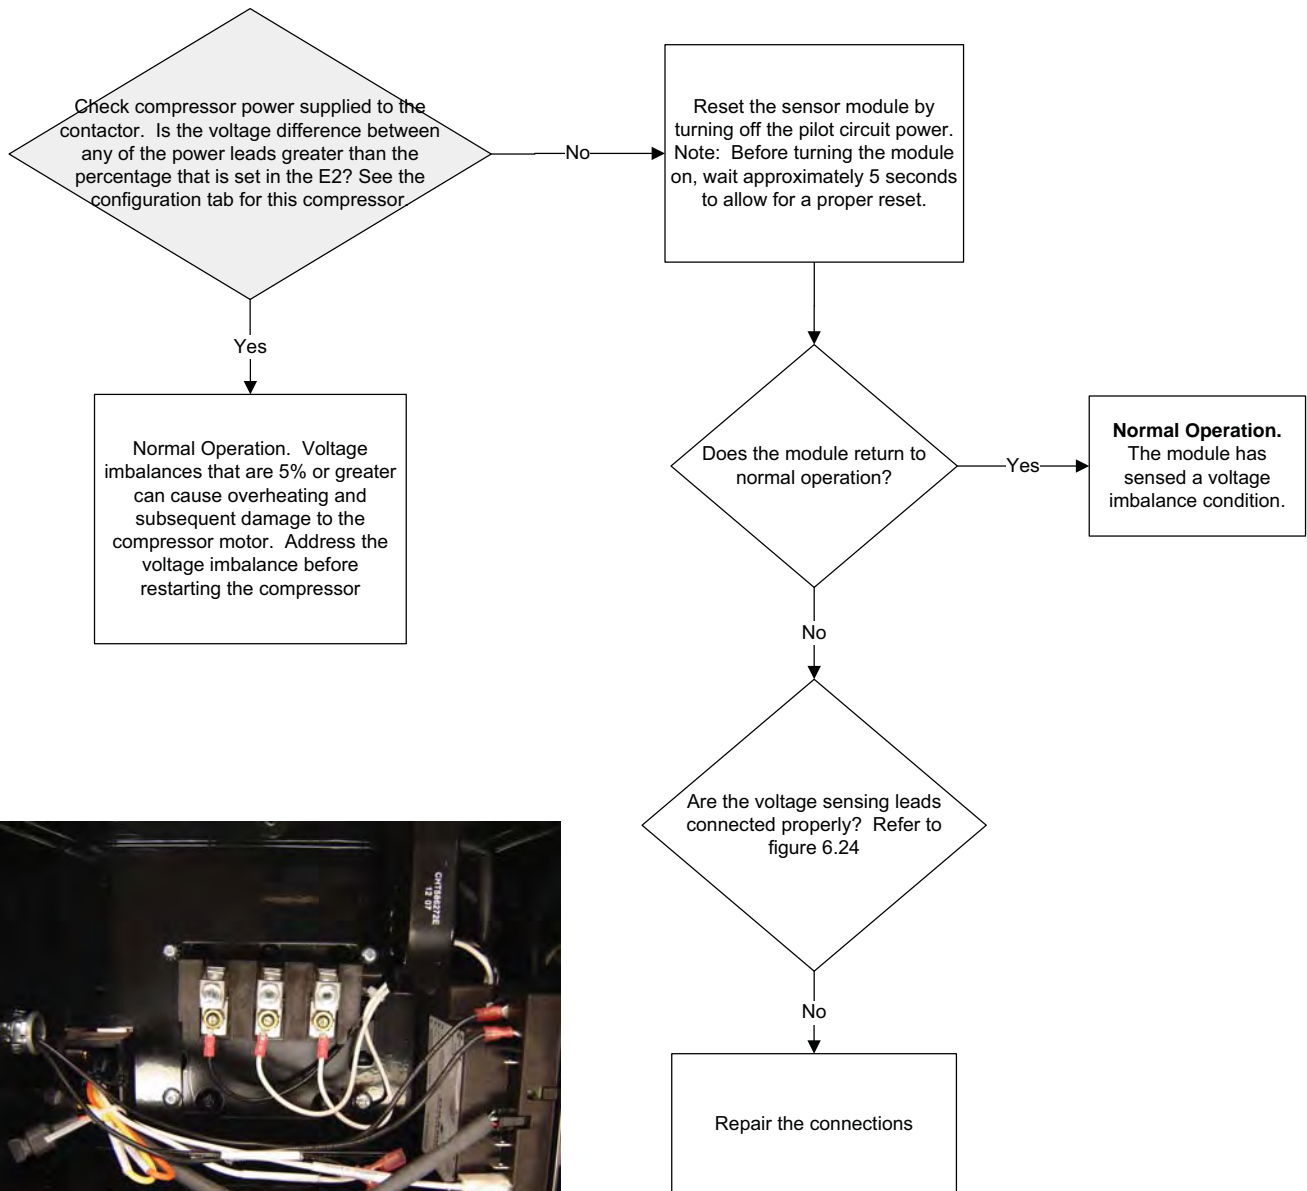 Check compressor power supplied to the
contactor. Is the voltage difference between
any of the power leads greater than the
percentage that is set in the E2? See the
configuration tab for this compressor.
No
Reset the sensor module by
turning off the pilot circuit power.
Note: Before turning the module
on, wait approximately 5 seconds
to allow for a proper reset.
Yes
Normal Operation. Voltage
imbalances that are 5% or greater
can cause overheating and
subsequent damage to the
compressor motor. Address the
voltage imbalance before
restarting the compressor
Does the module return to
normal operation?
Yes
Normal Operation.
The module has
sensed a voltage
imbalance condition.
No
Are the voltage sensing leads
connected properly? Refer to
figure 6.24
No
Repair the connections
12 07